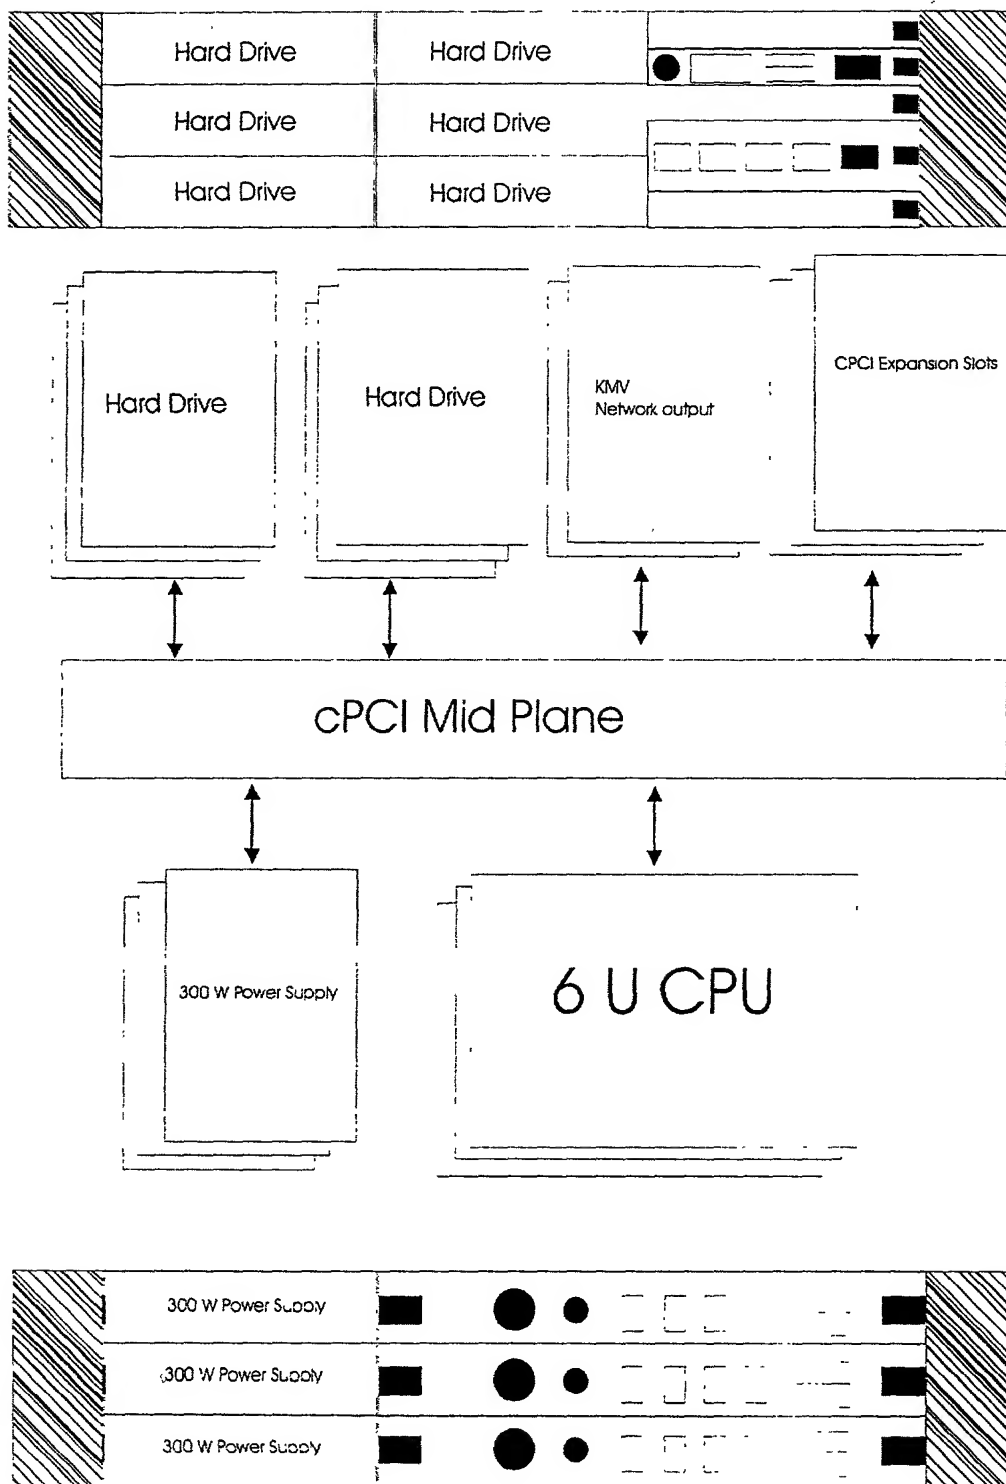 Hard Drive Hard Drive
Hard Drive Hard Drive
Hard Drive Hard Drive
Hard Drive
Hard Drive
KMV
Network output
CPCI Expansion Slots
cPCI Mid Plane
300 W Power Supply
6 U CPU
300 W Power Supply
300 W Power Supply
300 W Power Supply